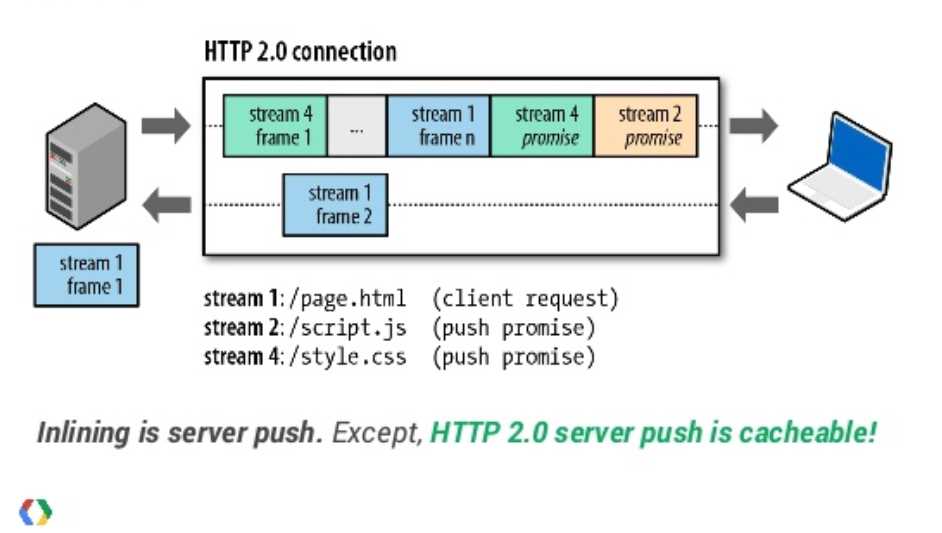 HTTP 2.0 connection
stream 4
frame 1
...
stream 1
frame n
stream 4
promise
stream 2
promise
stream 1
frame 2
stream 1
frame 1
stream 1: /page.html (client request)
stream 2: /script.js (push promise)
stream 4: /style.css (push promise)
Inlining is server push. Except, HTTP 2.0 server push is cacheable!